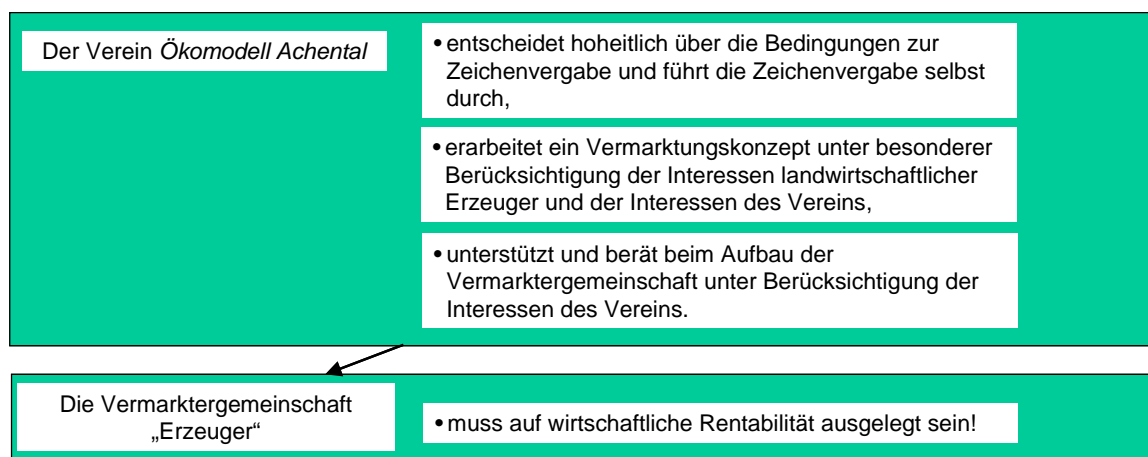 Der Verein Ökomodell Achental
• entscheidet hoheitlich über die Bedingungen zur
Zeichenvergabe und führt die Zeichenvergabe selbst
durch,
• erarbeitet ein Vermarktungskonzept unter besonderer
Berücksichtigung der Interessen landwirtschaftlicher
Erzeuger und der Interessen des Vereins,
• unterstützt und berät beim Aufbau der
Vermarktergemeinschaft unter Berücksichtigung der
Interessen des Vereins.
Die Vermarktergemeinschaft
„Erzeuger“
• muss auf wirtschaftliche Rentabilität ausgelegt sein!